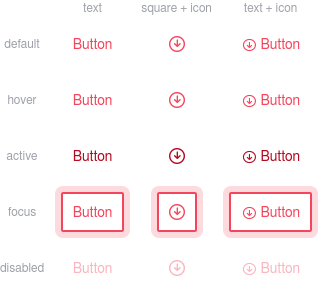 text square + icon text + icon
default Button Button
hover Button Button
active Button Button
focus Button Button
disabled Button Button